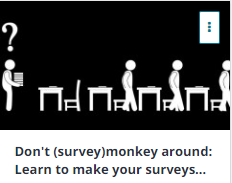 ?
Don't (survey)monkey around:
Learn to make your surveys...